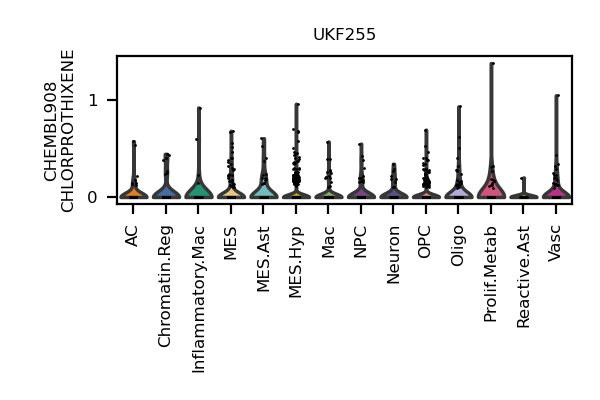 UKF255
CHEMBL908
CHLORPROTHIXENE
1
0
AC
Chromatin.Reg
Inflammatory.Mac
MES
MES.Ast
MES.Hyp
Mac
NPC
Neuron
OPC
Oligo
Prolif.Metab
Reactive.Ast
Vasc